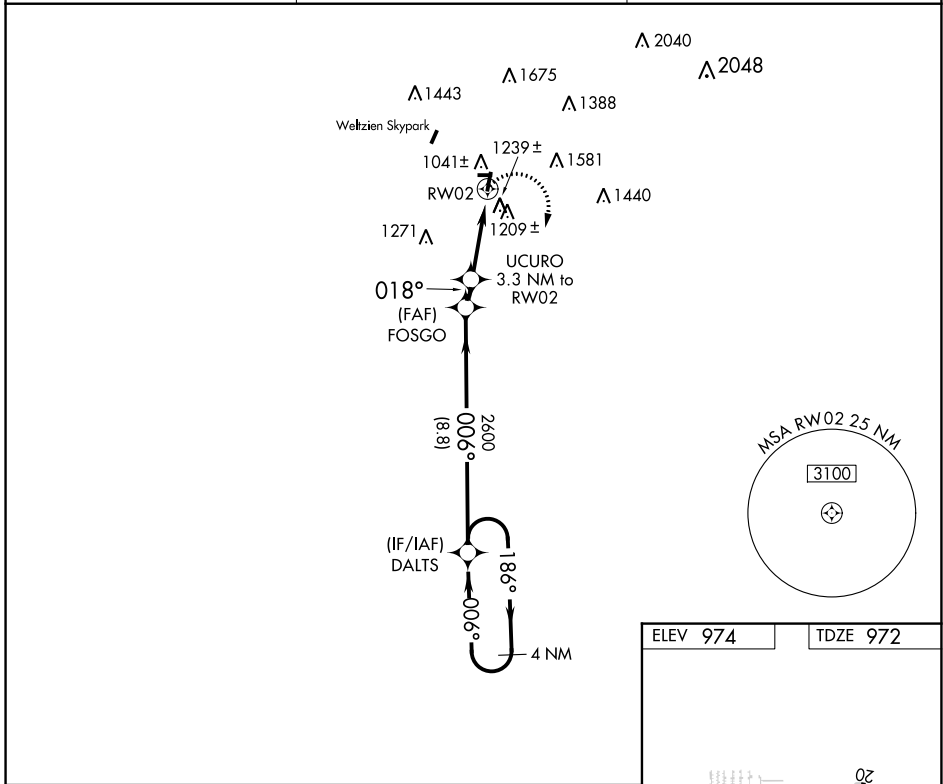 2040
2048
1675
1443
1388
Weltzien Skypark
1239 ±
1041±
1581
RW02
1440
1209 ±
1271
UCURO
3.3 NM to
RW02
018°
(FAF)
FOSGO
2600
006°
(8.8)
MSA RW02 25 NM
3100
(IF/IAF)
DALTS
186°
006°
4 NM
ELEV 974
TDZE 972
20